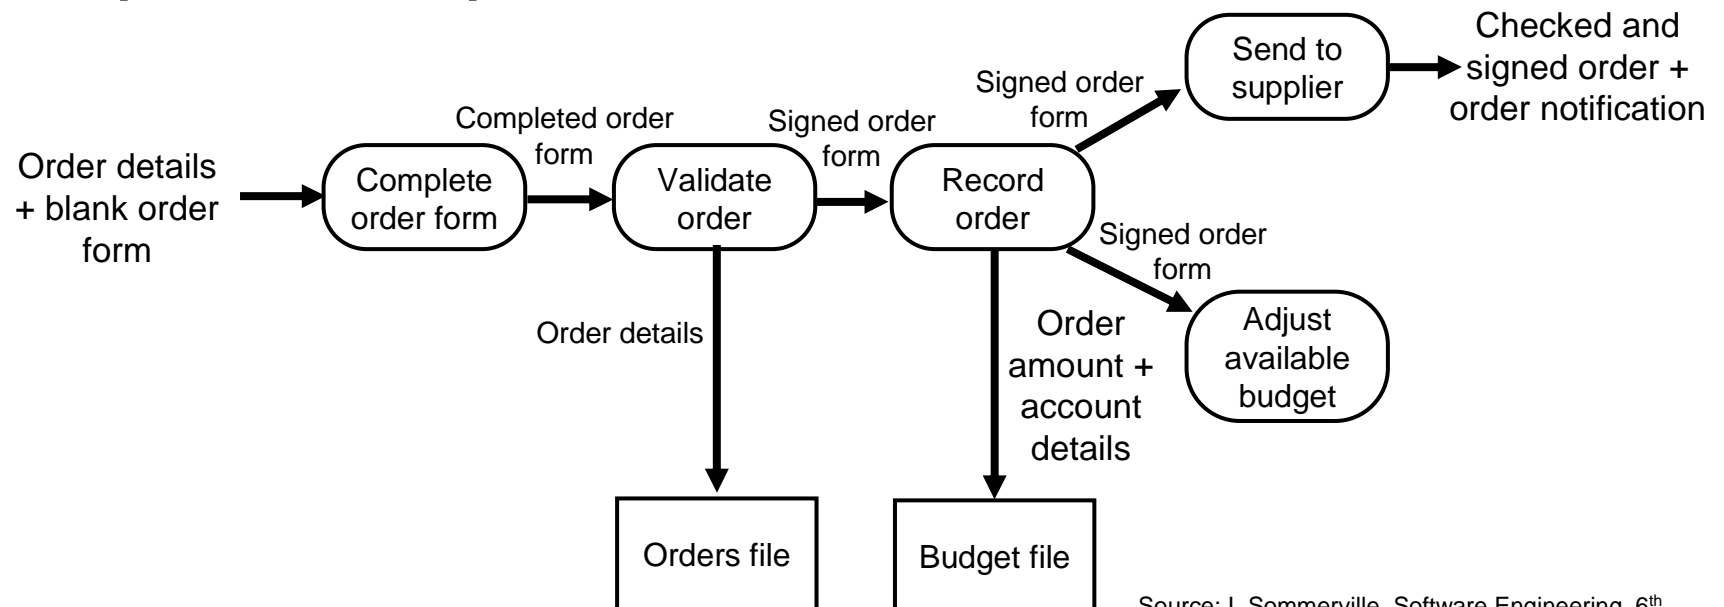 Checked and
signed order +
order notification
Send to
supplier
Signed order
form
Completed order
form
Signed order
form
Order details
+ blank order
form
Complete
order form
Validate
order
Record
order
Signed order
form
Order details
Order
amount +
account
details
Adjust
available
budget
Orders file
Budget file
Source: I. Sommerville, Software Engineering, 6th